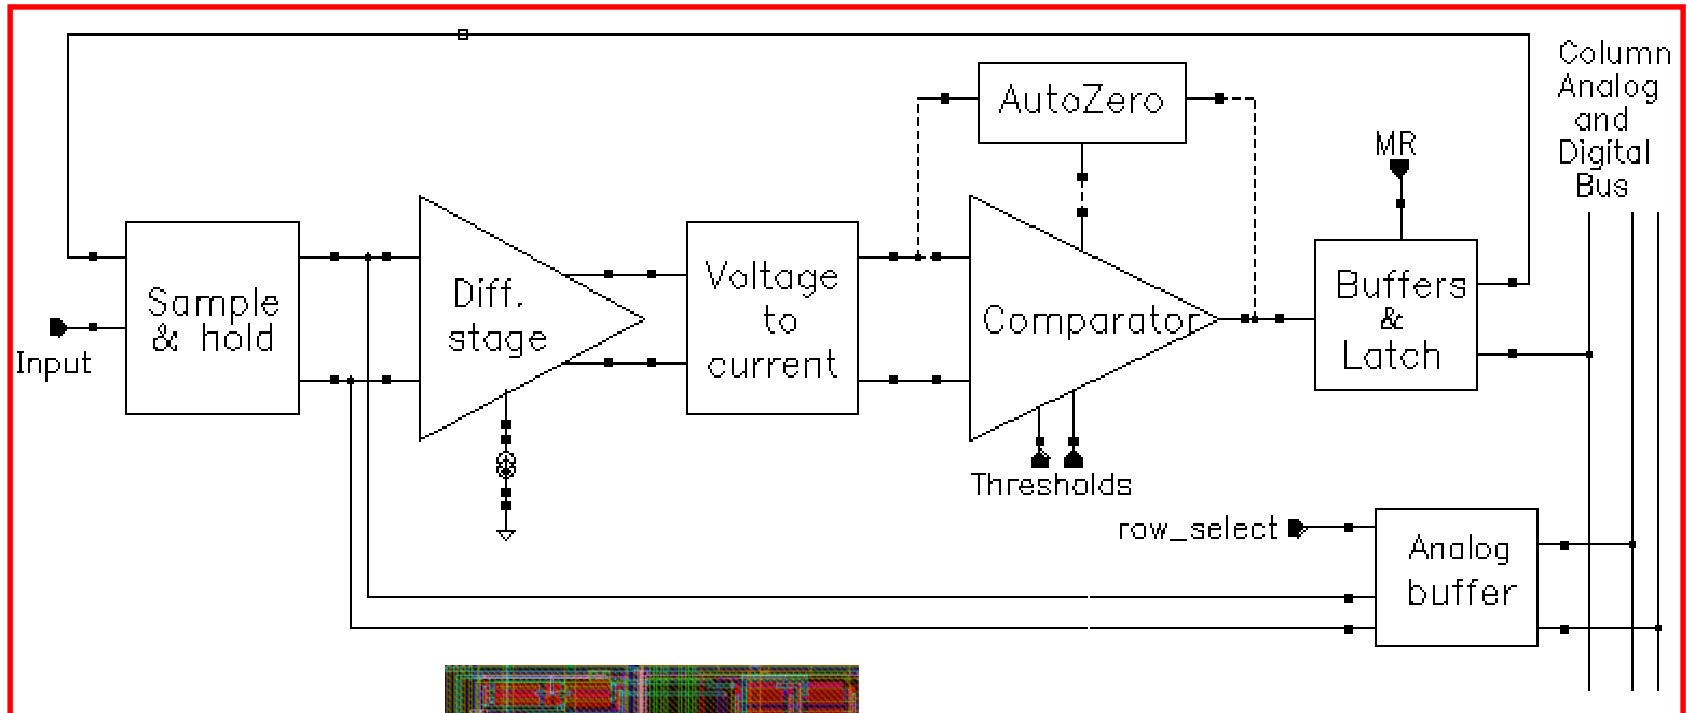 Column
Analog
and
Digital
Bus
AutoZero
MR
Sample
& hold
Input
Diff.
stage
Voltage
to
current
Comparator
Buffers
&
Latch
Thresholds
row_select
Analog
buffer